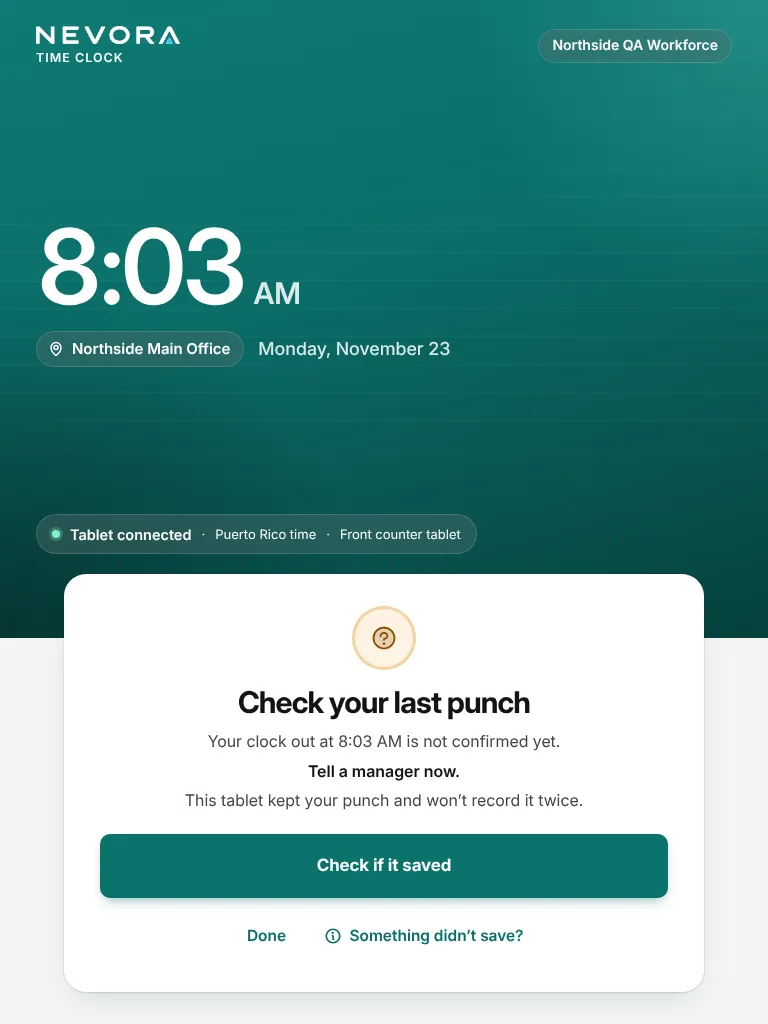 NEVORA
TIME CLOCK
Northside QA Workforce
8:03 AM
Northside Main Office
Monday, November 23
Tablet connected · Puerto Rico time · Front counter tablet
Check your last punch
Your clock out at 8:03 AM is not confirmed yet.
Tell a manager now.
This tablet kept your punch and won’t record it twice.
Check if it saved
Done
Something didn’t save?